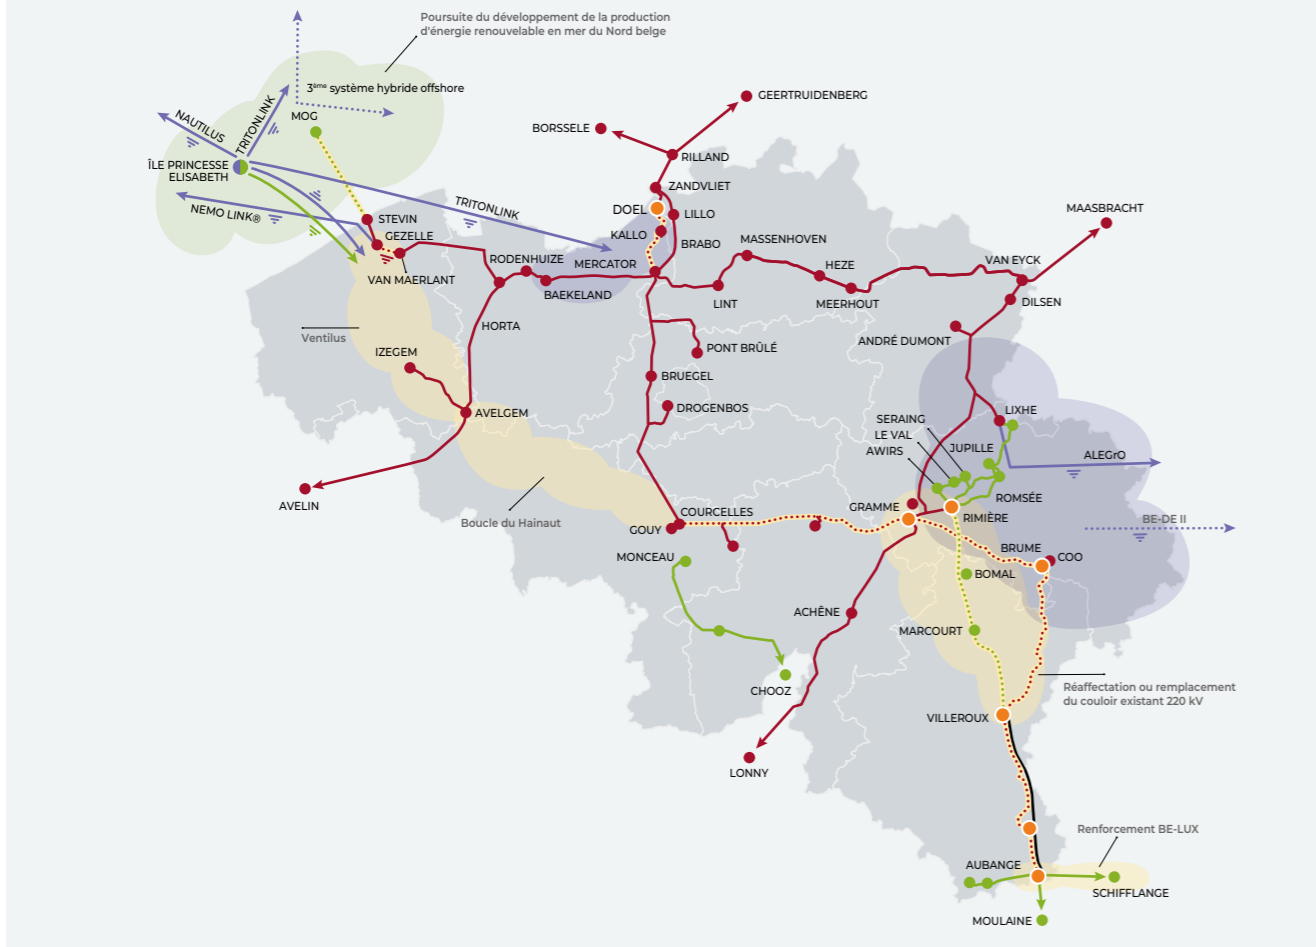 Poursuite du développement de la production
d'énergie renouvelable en mer du Nord belge
3ème système hybride offshore
MOG
NAUTILUS
TRITONLINK
ÎLE PRINCESSE
ELISABETH
NEMO LINK®
TRITONLINK
STEVIN
GEZELLE
VAN MAERLANT
GEERTRUIDENBERG
BORSSELE
RILLAND
ZANDVLIET
DOEL
LILLO
KALLO
BRABO
MERCATOR
RODENHUIZE
BAEKELAND
HORTA
MASSENHOVEN
HEZE
LINT
MEERHOUT
VAN EYCK
MAASBRACHT
DILSEN
ANDRÉ DUMONT
Ventilus
IZEGEM
AVELGEM
AVELIN
PONT BRÛLÉ
BRUEGEL
DROGENBOS
Boucle du Hainaut
COURCELLES
GOUY
MONCEAU
SERAING
LE VAL
AWIRS
JUPILLE
LIXHE
ALEGrO
ROMSÉE
GRAMME
RIMIÈRE
BE-DE II
BRUME
COO
BOMAL
ACHÊNE
MARCOURT
CHOOZ
LONNY
VILLEROUX
Réaffectation ou remplacement
du couloir existant 220 kV
Renforcement BE-LUX
AUBANGE
SCHIFFLANGE
MOULAINE